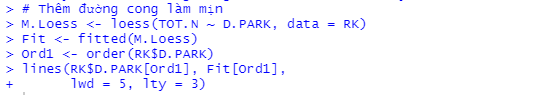 > # Thêm đường cong làm mịn
> M.Loess <- loess(TOT.N ~ D.PARK, data = RK)
> Fit <- fitted(M.Loess)
> Ord1 <- order(RK$D.PARK)
> lines(RK$D.PARK[Ord1], Fit[Ord1],
+       lwd = 5, lty = 3)